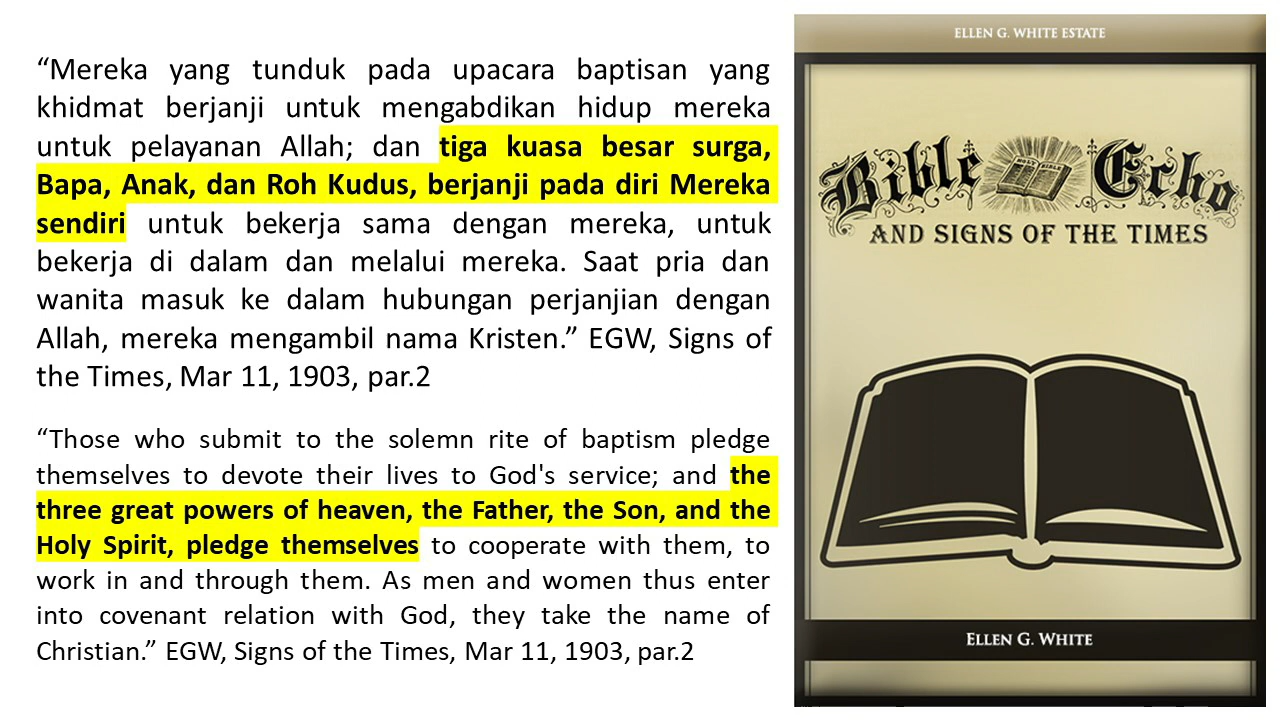 “Mereka yang tunduk pada upacara baptisan yang
khidmat berjanji untuk mengabdikan hidup mereka
untuk pelayanan Allah; dan tiga kuasa besar surga,
Bapa, Anak, dan Roh Kudus, berjanji pada diri Mereka
sendiri untuk bekerja sama dengan mereka, untuk
bekerja di dalam dan melalui mereka. Saat pria dan
wanita masuk ke dalam hubungan perjanjian dengan
Allah, mereka mengambil nama Kristen.” EGW, Signs of
the Times, Mar 11, 1903, par.2
“Those who submit to the solemn rite of baptism pledge
themselves to devote their lives to God's service; and the
three great powers of heaven, the Father, the Son, and the
Holy Spirit, pledge themselves to cooperate with them, to
work in and through them. As men and women thus enter
into covenant relation with God, they take the name of
Christian.” EGW, Signs of the Times, Mar 11, 1903, par.2
ELLEN G. WHITE ESTATE
Bible Echo
HOLY BIBLE
AND SIGNS OF THE TIMES
ELLEN G. WHITE